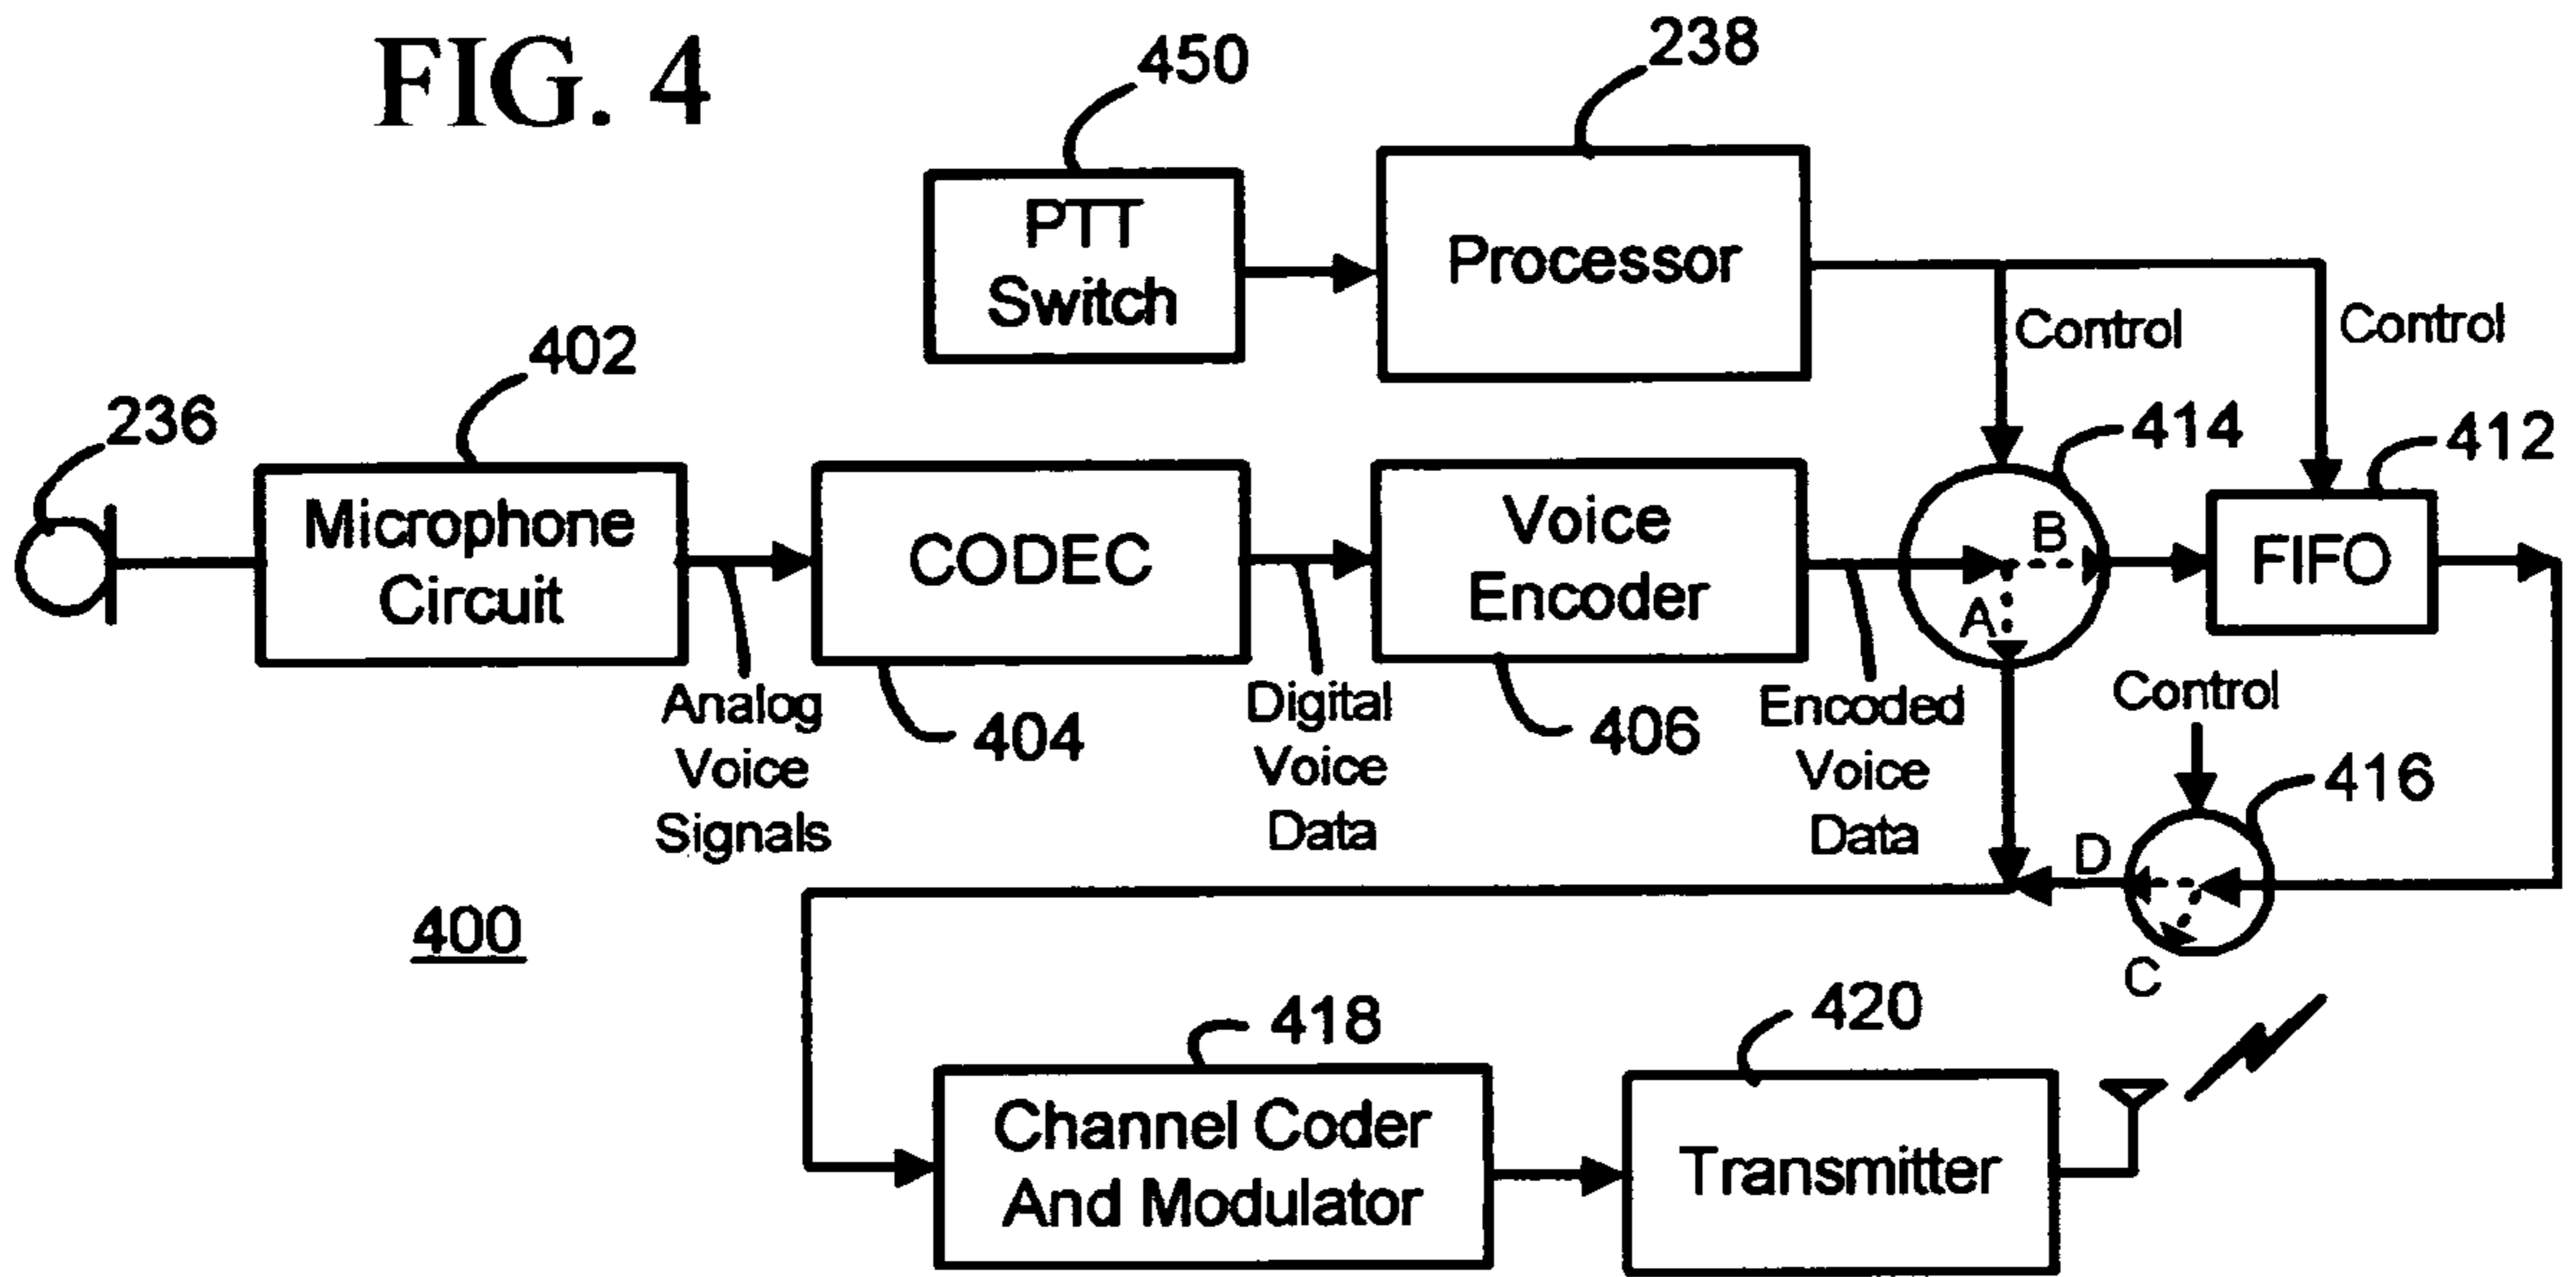 FIG. 4
450
238
PTT
Switch
Processor
Control
Control
402
236
414
412
Microphone
Circuit
CODEC
Voice
Encoder
B
A
FIFO
Analog
Voice
Signals
404
Digital
Voice
Data
406
Encoded
Voice
Data
Control
416
D
C
400
418
420
Channel Coder
And Modulator
Transmitter